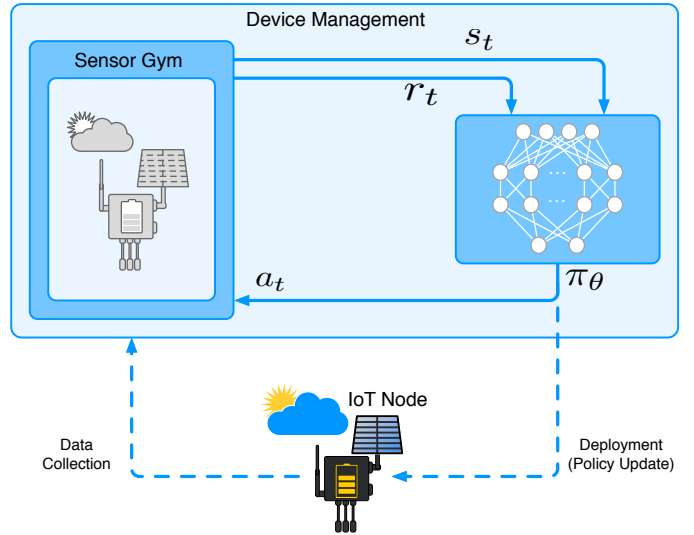 Device Management
Sensor Gym
s_t
r_t
... ...
... ...
a_t
π_θ
IoT Node
Data
Collection
Deployment
(Policy Update)